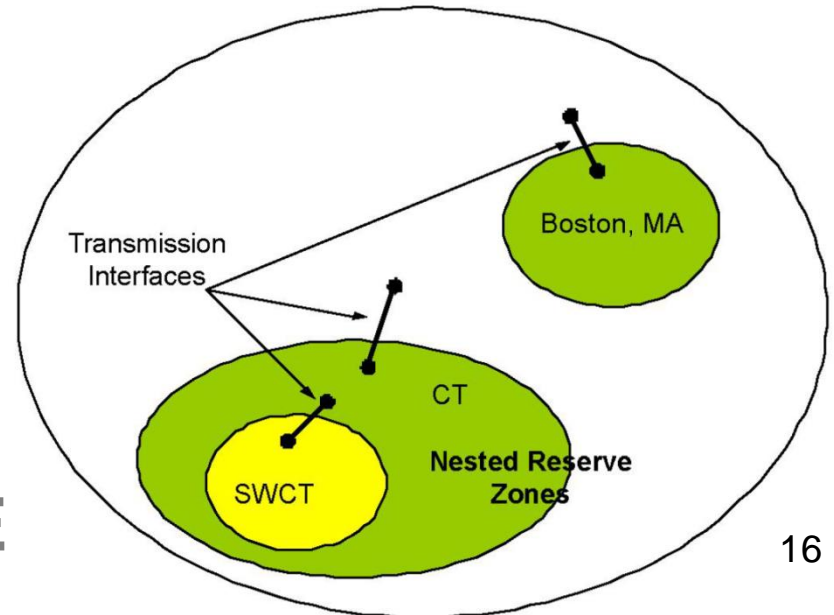 Boston, MA
Transmission
Interfaces
CT
Nested Reserve
Zones
SWCT
E
16